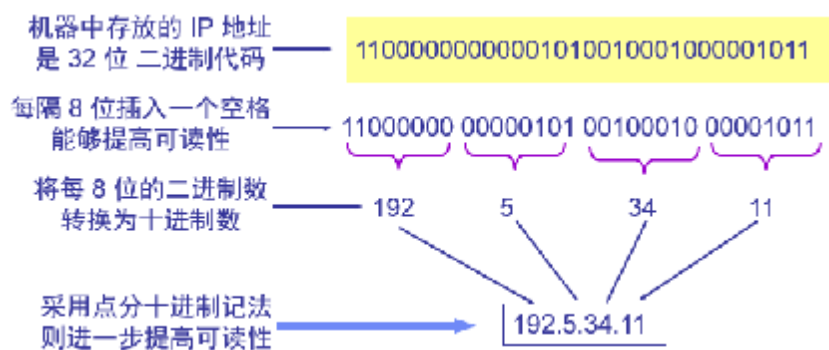 机器中存放的 IP 地址
是 32 位 二进制代码
11000000000001010010001000001011
每隔 8 位插入一个空格
能够提高可读性
11000000 00000101 00100010 00001011
将每 8 位的二进制数
转换为十进制数
192 5 34 11
采用点分十进制记法
则进一步提高可读性
192.5.34.11